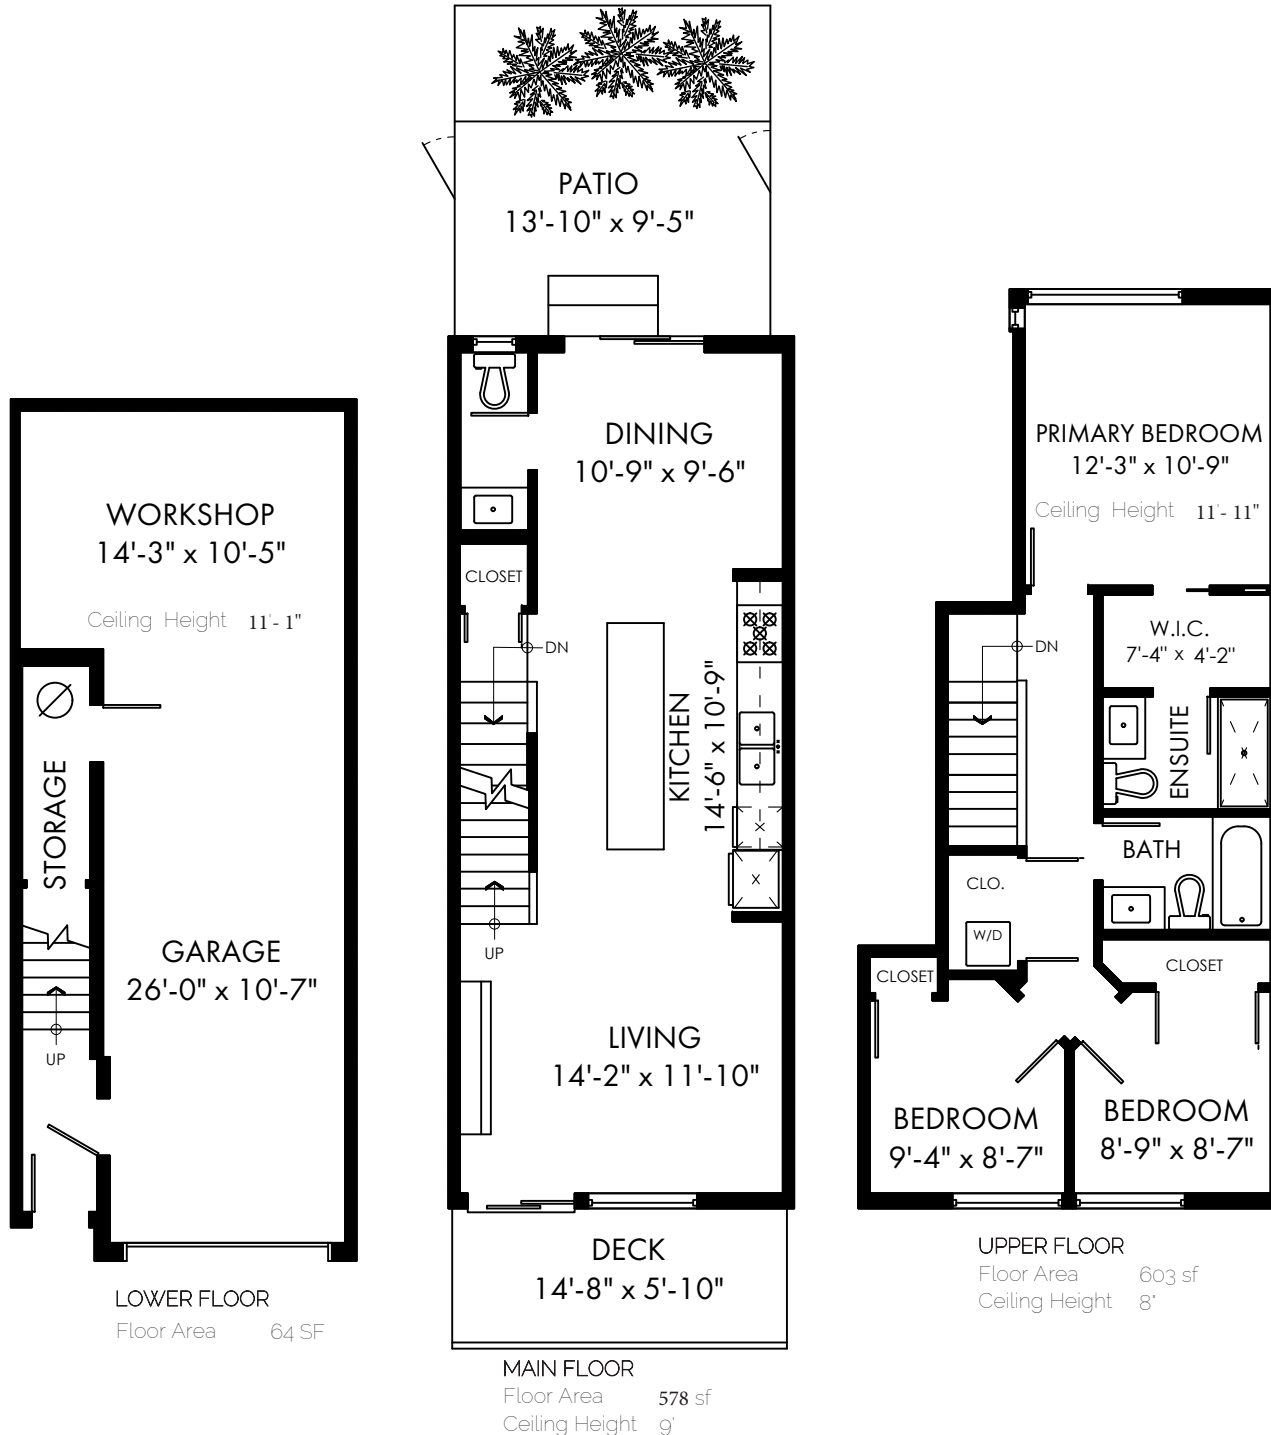 WORKSHOP
14'-3" x 10'-5"
Ceiling Height 11'-1"
STORAGE
GARAGE
26'-0" x 10'-7"
UP
LOWER FLOOR
Floor Area 64 SF
PATIO
13'-10" x 9'-5"
DINING
10'-9" x 9'-6"
CLOSET
DN
KITCHEN
14'-6" x 10'-9"
X
X
UP
LIVING
14'-2" x 11'-10"
DECK
14'-8" x 5'-10"
MAIN FLOOR
Floor Area 578 sf
Ceiling Height 9'
PRIMARY BEDROOM
12'-3" x 10'-9"
Ceiling Height 11'-11"
W.I.C.
7'-4" x 4'-2"
DN
ENSUITE
BATH
CLO.
W/D
CLOSET
CLOSET
BEDROOM
9'-4" x 8'-7"
BEDROOM
8'-9" x 8'-7"
UPPER FLOOR
Floor Area 603 sf
Ceiling Height 8'